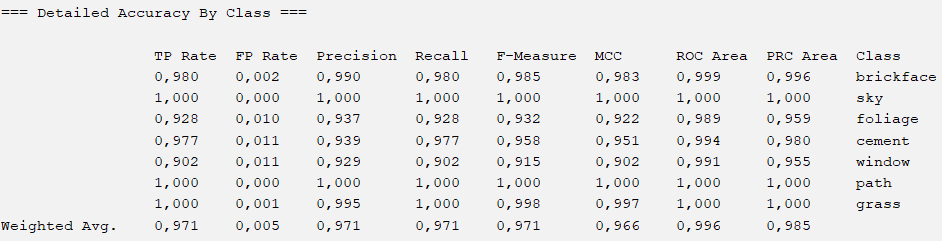 === Detailed Accuracy By Class ===
TP Rate FP Rate Precision Recall F-Measure MCC ROC Area PRC Area Class
0,980 0,002 0,990 0,980 0,985 0,983 0,999 0,996 brickface
1,000 0,000 1,000 1,000 1,000 1,000 1,000 1,000 sky
0,928 0,010 0,937 0,928 0,932 0,922 0,989 0,959 foliage
0,977 0,011 0,939 0,977 0,958 0,951 0,994 0,980 cement
0,902 0,011 0,929 0,902 0,915 0,902 0,991 0,955 window
1,000 0,000 1,000 1,000 1,000 1,000 1,000 1,000 path
1,000 0,001 0,995 1,000 0,998 0,997 1,000 1,000 grass
Weighted Avg. 0,971 0,005 0,971 0,971 0,971 0,966 0,996 0,985